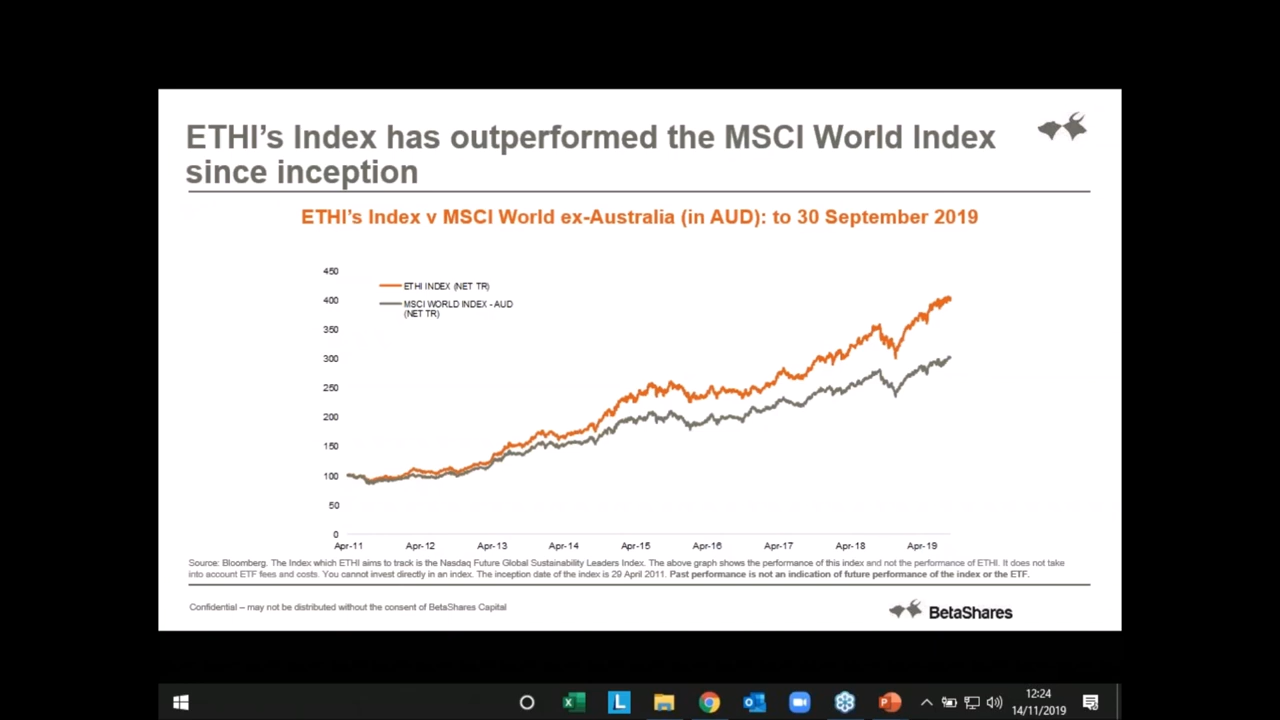 ETHI's Index has outperformed the MSCI World Index
since inception
ETHI's Index v MSCI World ex-Australia (in AUD): to 30 September 2019
450
400
350
300
250
200
150
100
50
0
ETHI INDEX (NET TR)
MSCI WORLD INDEX - AUD
(NET TR)
Apr-11 Apr-12 Apr-13 Apr-14 Apr-15 Apr-16 Apr-17 Apr-18 Apr-19
Source: Bloomberg. The Index which ETHI aims to track is the Nasdaq Future Global Sustainability Leaders Index. The above graph shows the performance of this index and not the performance of ETHI. It does not take
into account ETF fees and costs. You cannot invest directly in an index. The inception date of the index is 29 April 2011. Past performance is not an indication of future performance of the index or the ETF.
Confidential – may not be distributed without the consent of BetaShares Capital
BetaShares
X
L
P
12:24
14/11/2019